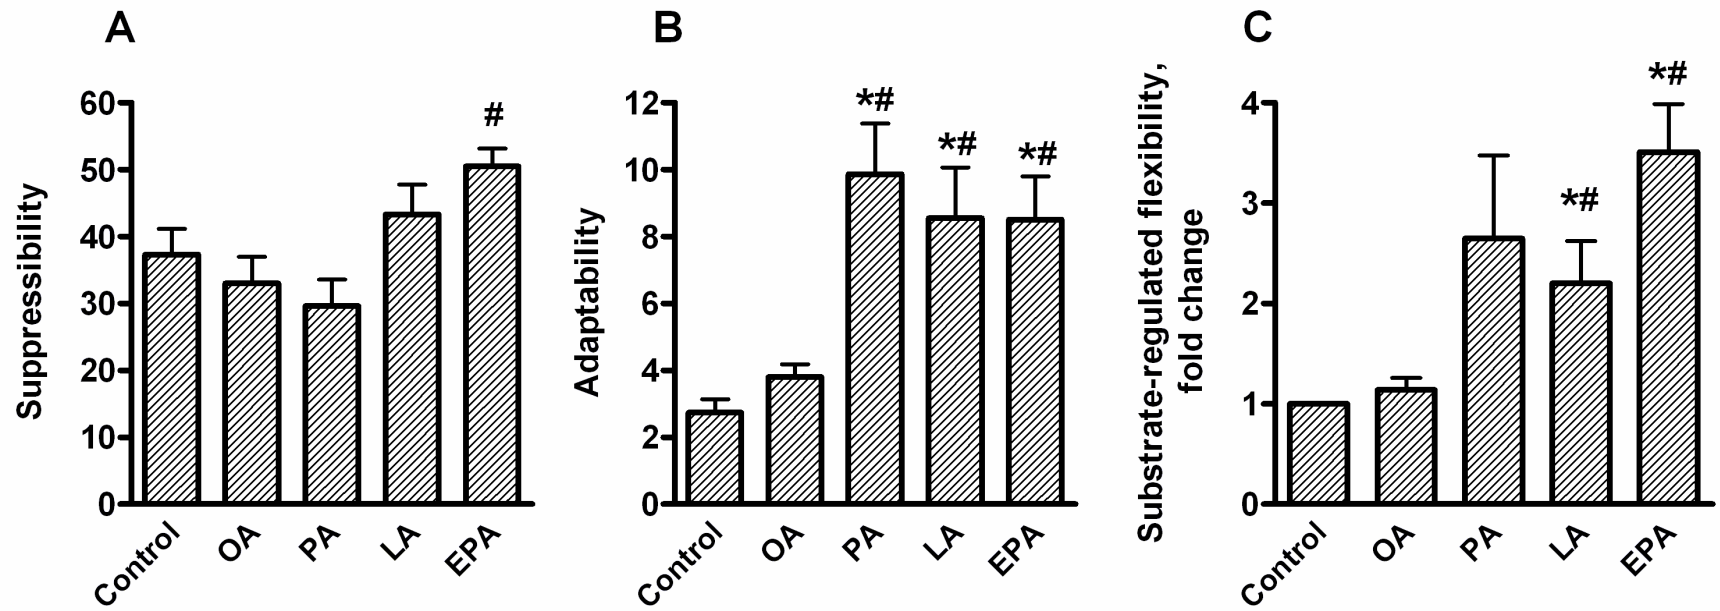 A
Suppressibility
60
50
40
30
20
10
0
#
Control
OA
PA
LA
EPA
B
Adaptability
12
10
8
6
4
2
0
*#
*#
*#
Control
OA
PA
LA
EPA
C
Substrate-regulated flexibility,
fold change
4
3
2
1
0
*#
*#
Control
OA
PA
LA
EPA